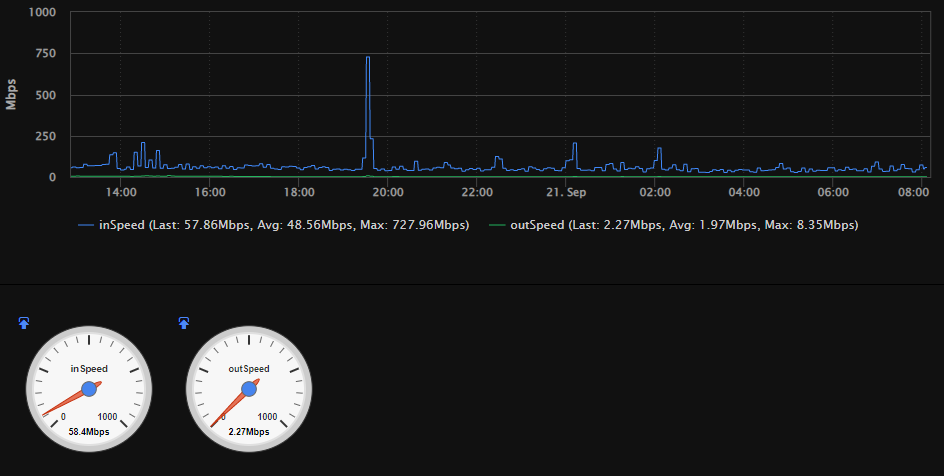 1000
750
500
250
0
Mbps
14:00 16:00 18:00 20:00 22:00 21. Sep 02:00 04:00 06:00 08:00
inSpeed (Last: 57.86Mbps, Avg: 48.56Mbps, Max: 727.96Mbps) outSpeed (Last: 2.27Mbps, Avg: 1.97Mbps, Max: 8.35Mbps)
inSpeed outSpeed
0 1000 0 1000
58.4Mbps 2.27Mbps